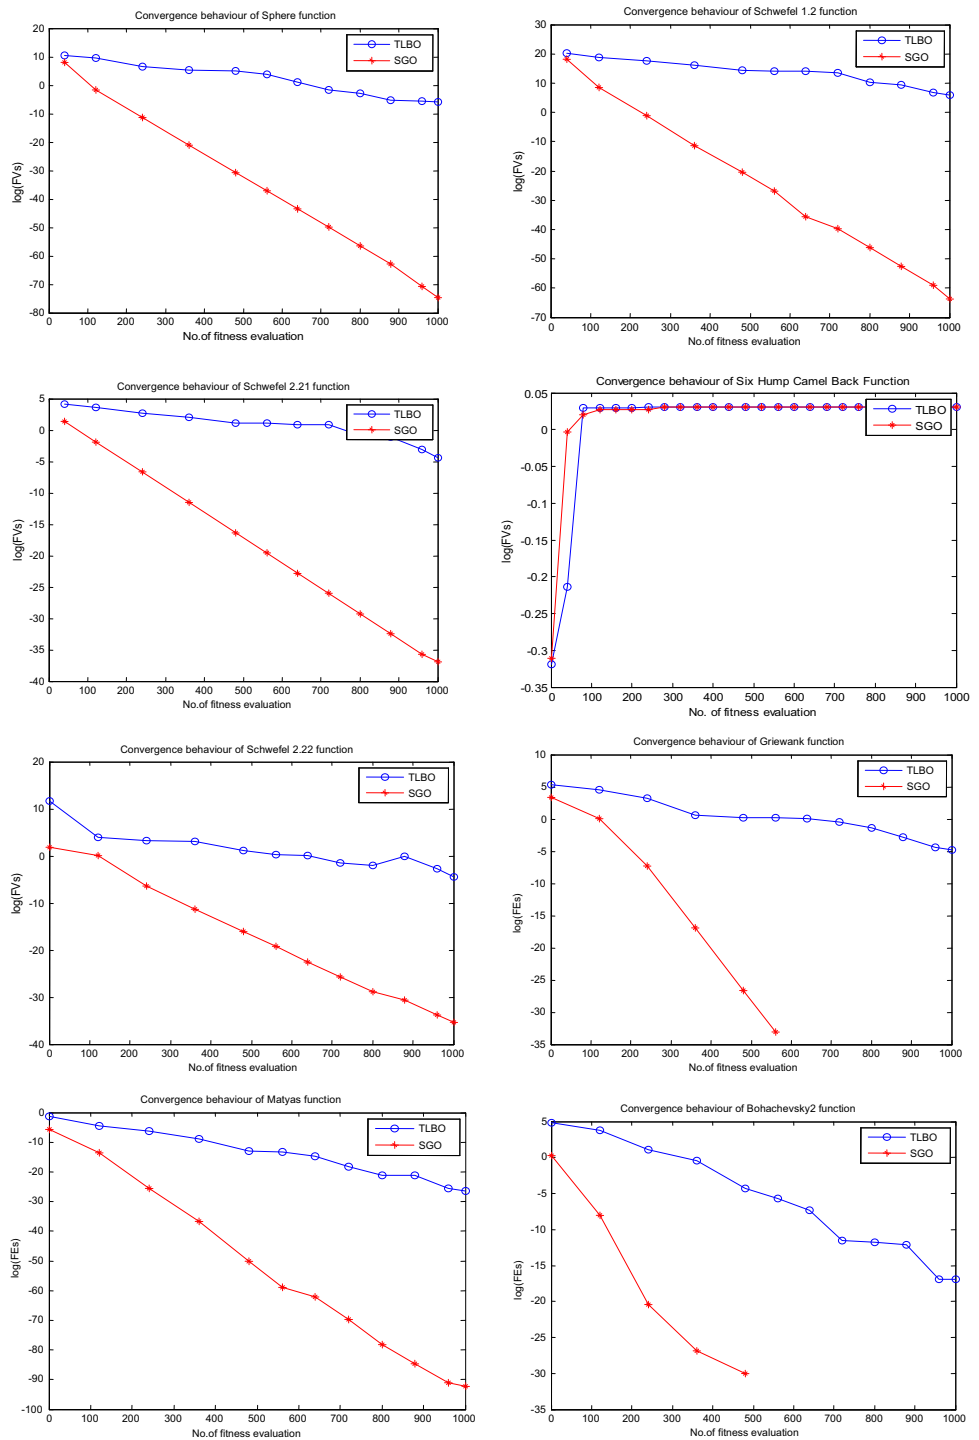 Convergence behaviour of Sphere function
20
10
0
-10
-20
-30
-40
-50
-60
-70
-80
log(FVs)
TLBO
SGO
0 100 200 300 400 500 600 700 800 900 1000
No.of fitness evaluation
Convergence behaviour of Schwefel 1.2 function
30
20
10
0
-10
-20
-30
-40
-50
-60
-70
log(FVs)
TLBO
SGO
0 100 200 300 400 500 600 700 800 900 1000
No.of fitness evaluation
Convergence behaviour of Schwefel 2.21 function
5
0
-5
-10
-15
-20
-25
-30
-35
-40
log(FVs)
TLBO
SGO
0 100 200 300 400 500 600 700 800 900 1000
No.of fitness evaluation
Convergence behaviour of Six Hump Camel Back Function
0.05
0
-0.05
-0.1
-0.15
-0.2
-0.25
-0.3
-0.35
log(FVs)
TLBO
SGO
0 100 200 300 400 500 600 700 800 900 1000
No. of fitness evaluation
Convergence behaviour of Schwefel 2.22 function
20
10
0
-10
-20
-30
-40
log(FVs)
TLBO
SGO
0 100 200 300 400 500 600 700 800 900 1000
No.of fitness evaluation
Convergence behaviour of Griewank function
10
5
0
-5
-10
-15
-20
-25
-30
-35
log(FEs)
TLBO
SGO
0 100 200 300 400 500 600 700 800 900 1000
No.of fitness evaluation
Convergence behaviour of Matyas function
0
-10
-20
-30
-40
-50
-60
-70
-80
-90
-100
log(FEs)
TLBO
SGO
0 100 200 300 400 500 600 700 800 900 1000
No.of fitness evaluation
Convergence behaviour of Bohachevsky2 function
5
0
-5
-10
-15
-20
-25
-30
-35
log(FEs)
TLBO
SGO
0 100 200 300 400 500 600 700 800 900 1000
No.of fitness evaluation